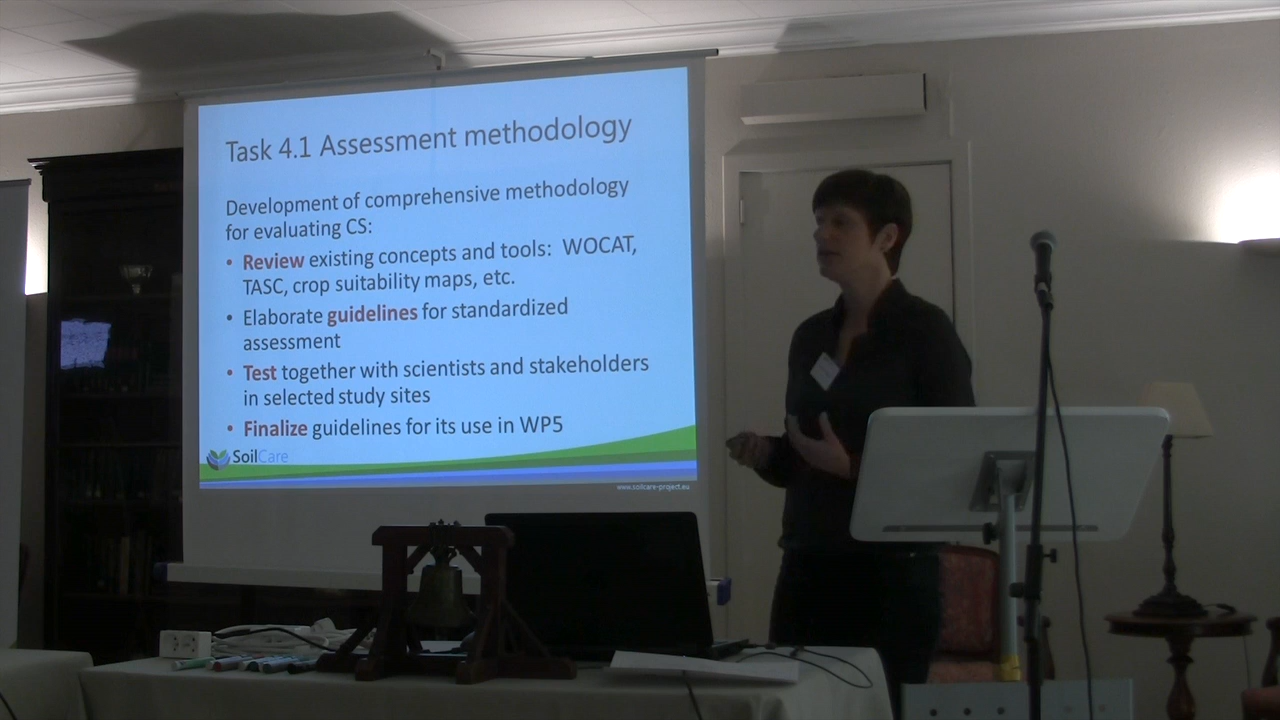 Task 4.1 Assessment methodology
Development of comprehensive methodology
for evaluating CS:
• Review existing concepts and tools: WOCAT,
TASC, crop suitability maps, etc.
• Elaborate guidelines for standardized
assessment
• Test together with scientists and stakeholders
in selected study sites
• Finalize guidelines for its use in WP5
SoilCare
www.soilcare-project.eu